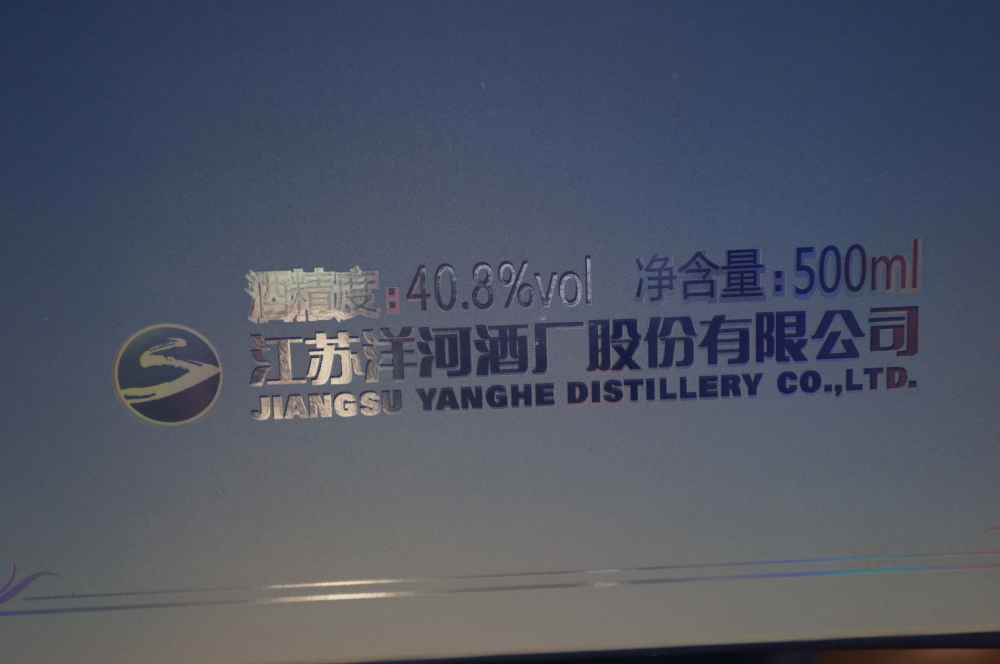 酒精度:40.8%vol 净含量:500ml
江苏洋河酒厂股份有限公司
JIANGSU YANGHE DISTILLERY CO.,LTD.